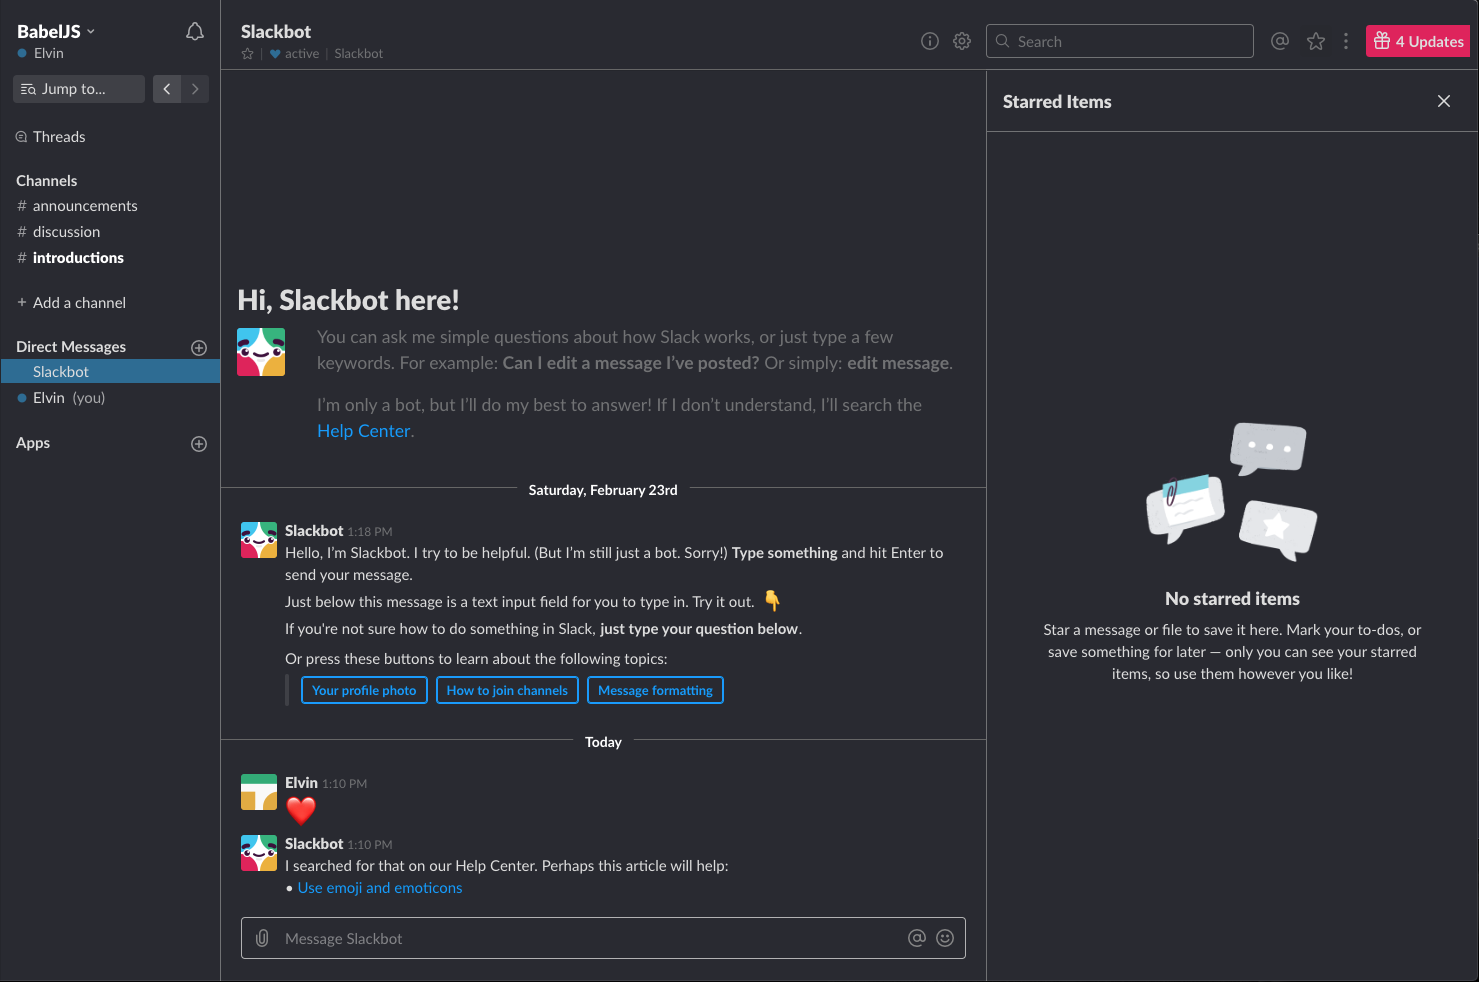 BabelJS
Elvin
Jump to...
Threads
Channels
# announcements
# discussion
# introductions
+ Add a channel
Direct Messages
Slackbot
Elvin (you)
Apps
Slackbot
active | Slackbot
Search
4 Updates
Hi, Slackbot here!
You can ask me simple questions about how Slack works, or just type a few
keywords. For example: Can I edit a message I’ve posted? Or simply: edit message.
I’m only a bot, but I’ll do my best to answer! If I don’t understand, I’ll search the
Help Center.
Saturday, February 23rd
Slackbot 1:18 PM
Hello, I’m Slackbot. I try to be helpful. (But I’m still just a bot. Sorry!) Type something and hit Enter to
send your message.
Just below this message is a text input field for you to type in. Try it out. 👇
If you're not sure how to do something in Slack, just type your question below.
Or press these buttons to learn about the following topics:
Your profile photo How to join channels Message formatting
Today
Elvin 1:10 PM
❤️
Slackbot 1:10 PM
I searched for that on our Help Center. Perhaps this article will help:
• Use emoji and emoticons
Message Slackbot
Starred Items
No starred items
Star a message or file to save it here. Mark your to-dos, or
save something for later — only you can see your starred
items, so use them however you like!